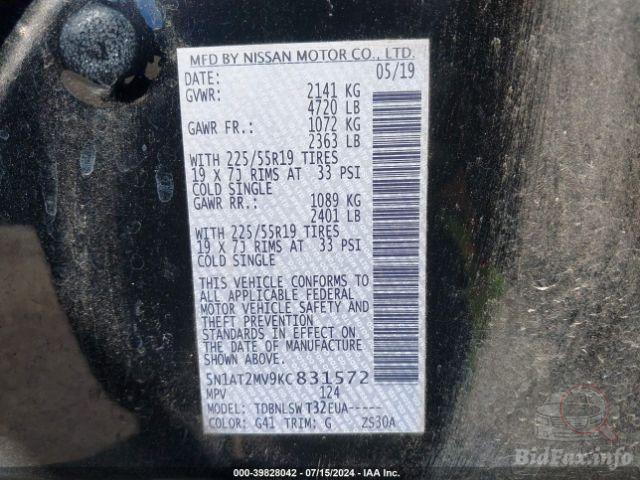 MFD BY NISSAN MOTOR CO., LTD.
DATE: 05/19
GVWR: 2141 KG
4720 LB
GAWR FR.: 1072 KG
2363 LB
WITH 225/55R19 TIRES
19 X 7J RIMS AT 33 PSI
COLD SINGLE
GAWR RR.: 1089 KG
2401 LB
WITH 225/55R19 TIRES
19 X 7J RIMS AT 33 PSI
COLD SINGLE
THIS VEHICLE CONFORMS TO
ALL APPLICABLE FEDERAL
MOTOR VEHICLE SAFETY AND
THEFT PREVENTION
STANDARDS IN EFFECT ON
THE DATE OF MANUFACTURE
SHOWN ABOVE.
5N1AT2MV9KC831572
MPV 124
MODEL: TDBNLSW T32EUA-----
COLOR: G41 TRIM: G ZS30A
000-39828042 - 07/15/2024 - IAA Inc.
BidFax.info